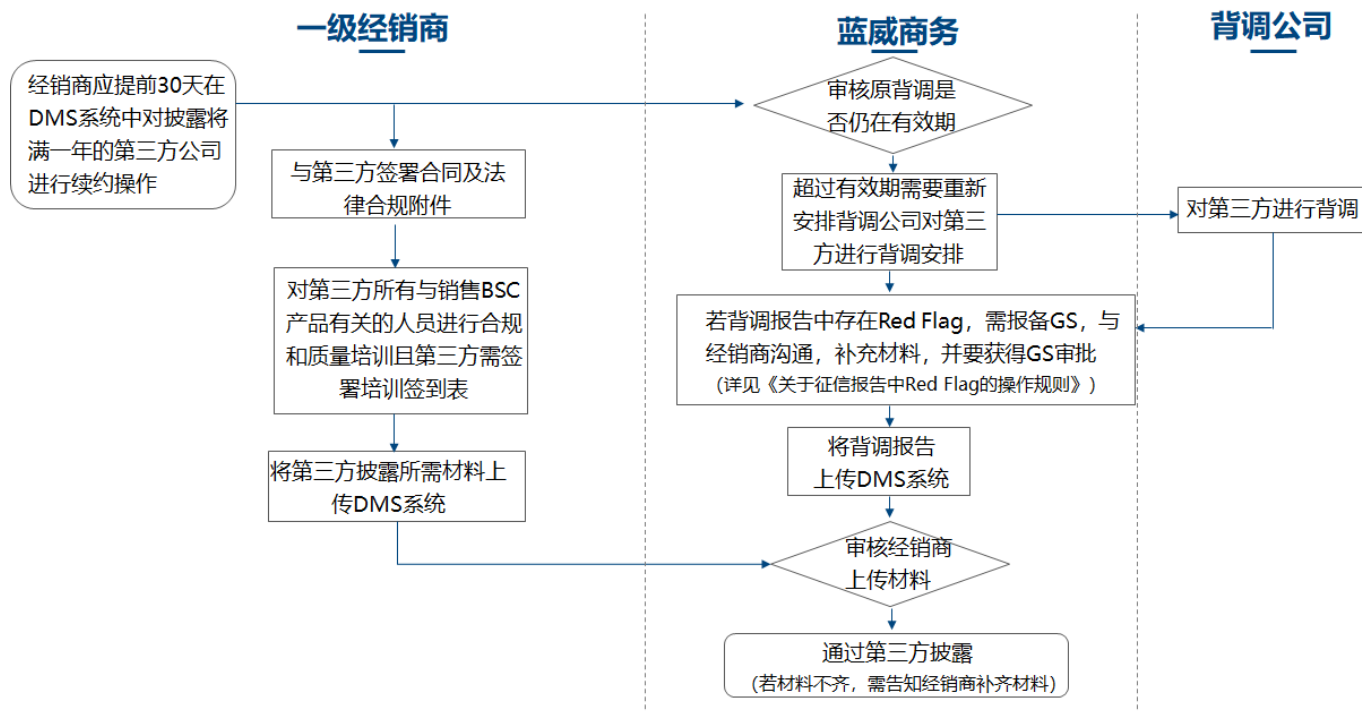 一级经销商
蓝威商务
背调公司
经销商应提前30天在
DMS系统中对披露将
满一年的第三方公司
进行续约操作
与第三方签署合同及法
律合规附件
对第三方所有与销售BSC
产品有关的人员进行合规
和质量培训且第三方需签
署培训签到表
将第三方披露所需材料上
传DMS系统
审核原背调是
否仍在有效期
超过有效期需要重新
安排背调公司对第三
方进行背调安排
对第三方进行背调
若背调报告中存在Red Flag，需报备GS，与
经销商沟通，补充材料，并要获得GS审批
（详见《关于征信报告中Red Flag的操作规则》）
将背调报告
上传DMS系统
审核经销商
上传材料
通过第三方披露
（若材料不齐，需告知经销商补齐材料）